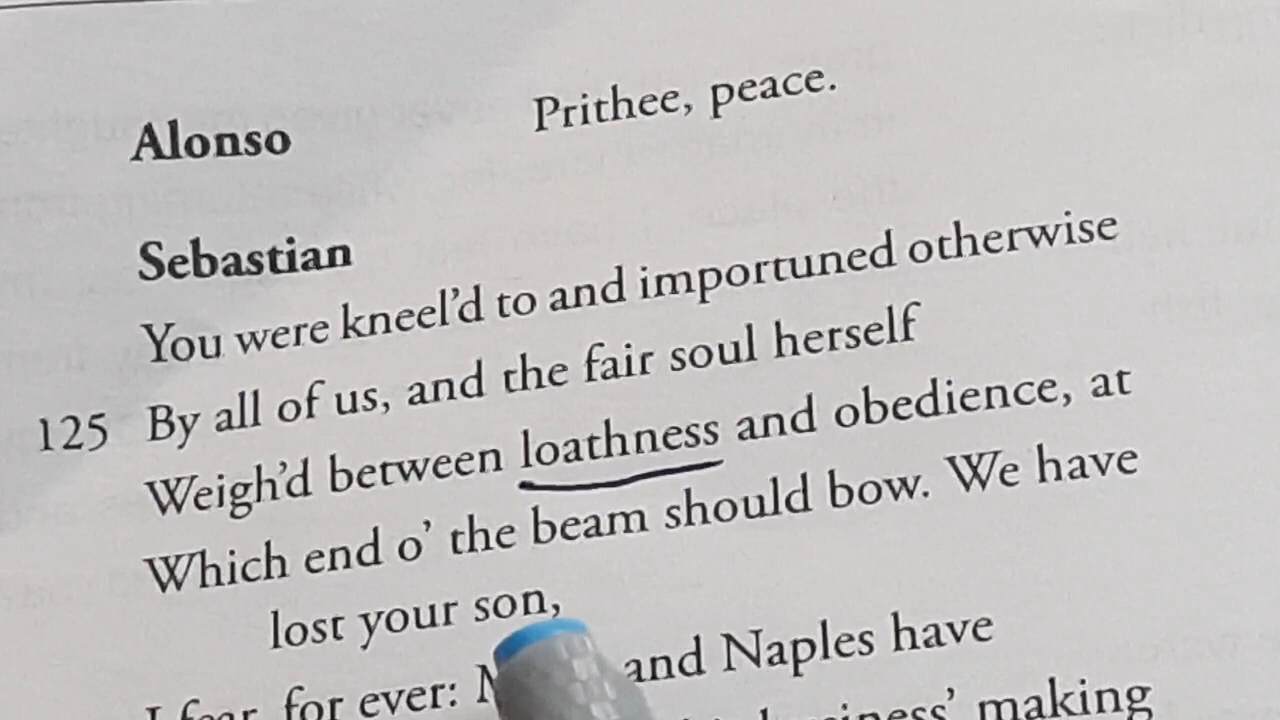 Prithee, peace.
Alonso
Sebastian
You were kneel’d to and importuned otherwise
By all of us, and the fair soul herself
125 Weigh’d between loathness and obedience, at
Which end o’ the beam should bow. We have
lost your son,
I fear, for ever: and Naples have
making